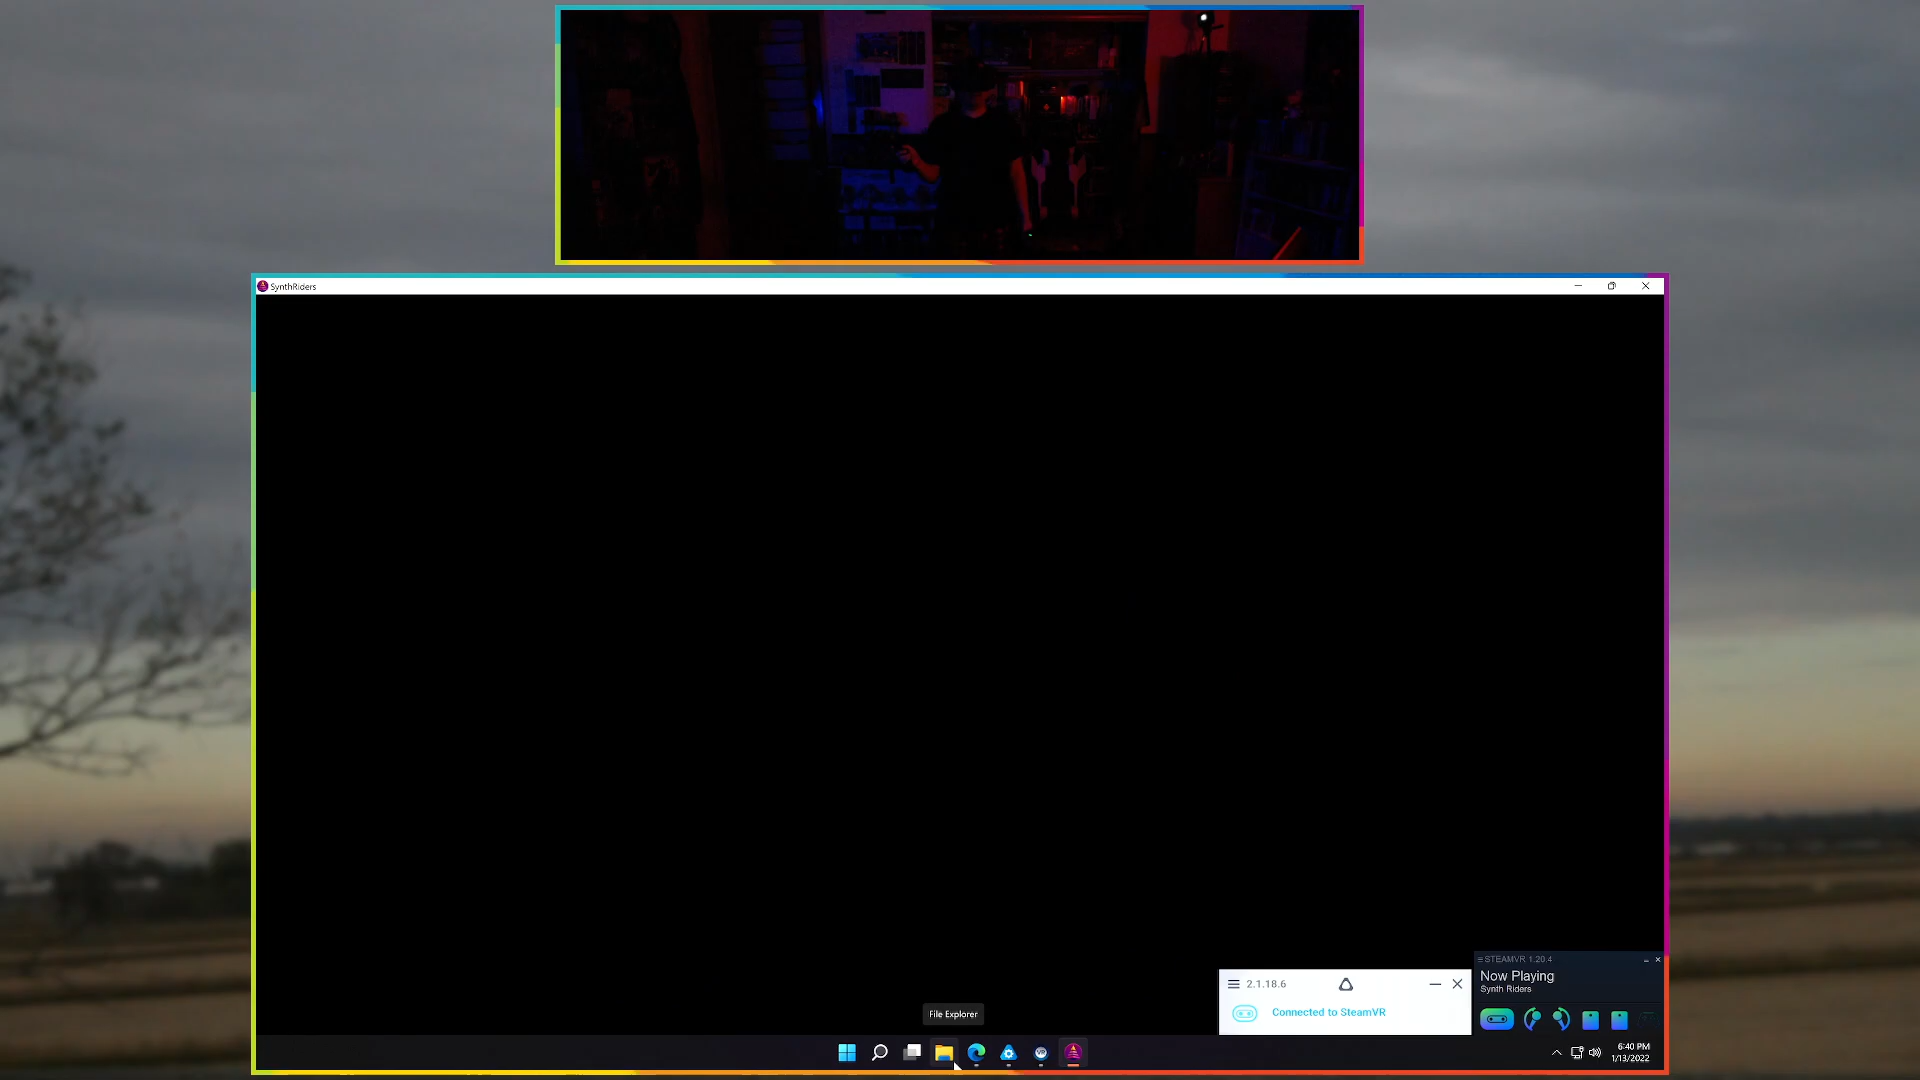 SynthRiders
STEAMVR 1.20.4
Now Playing
Synth Riders
2.1.18.6
Connected to SteamVR
File Explorer
6:40 PM
1/13/2022